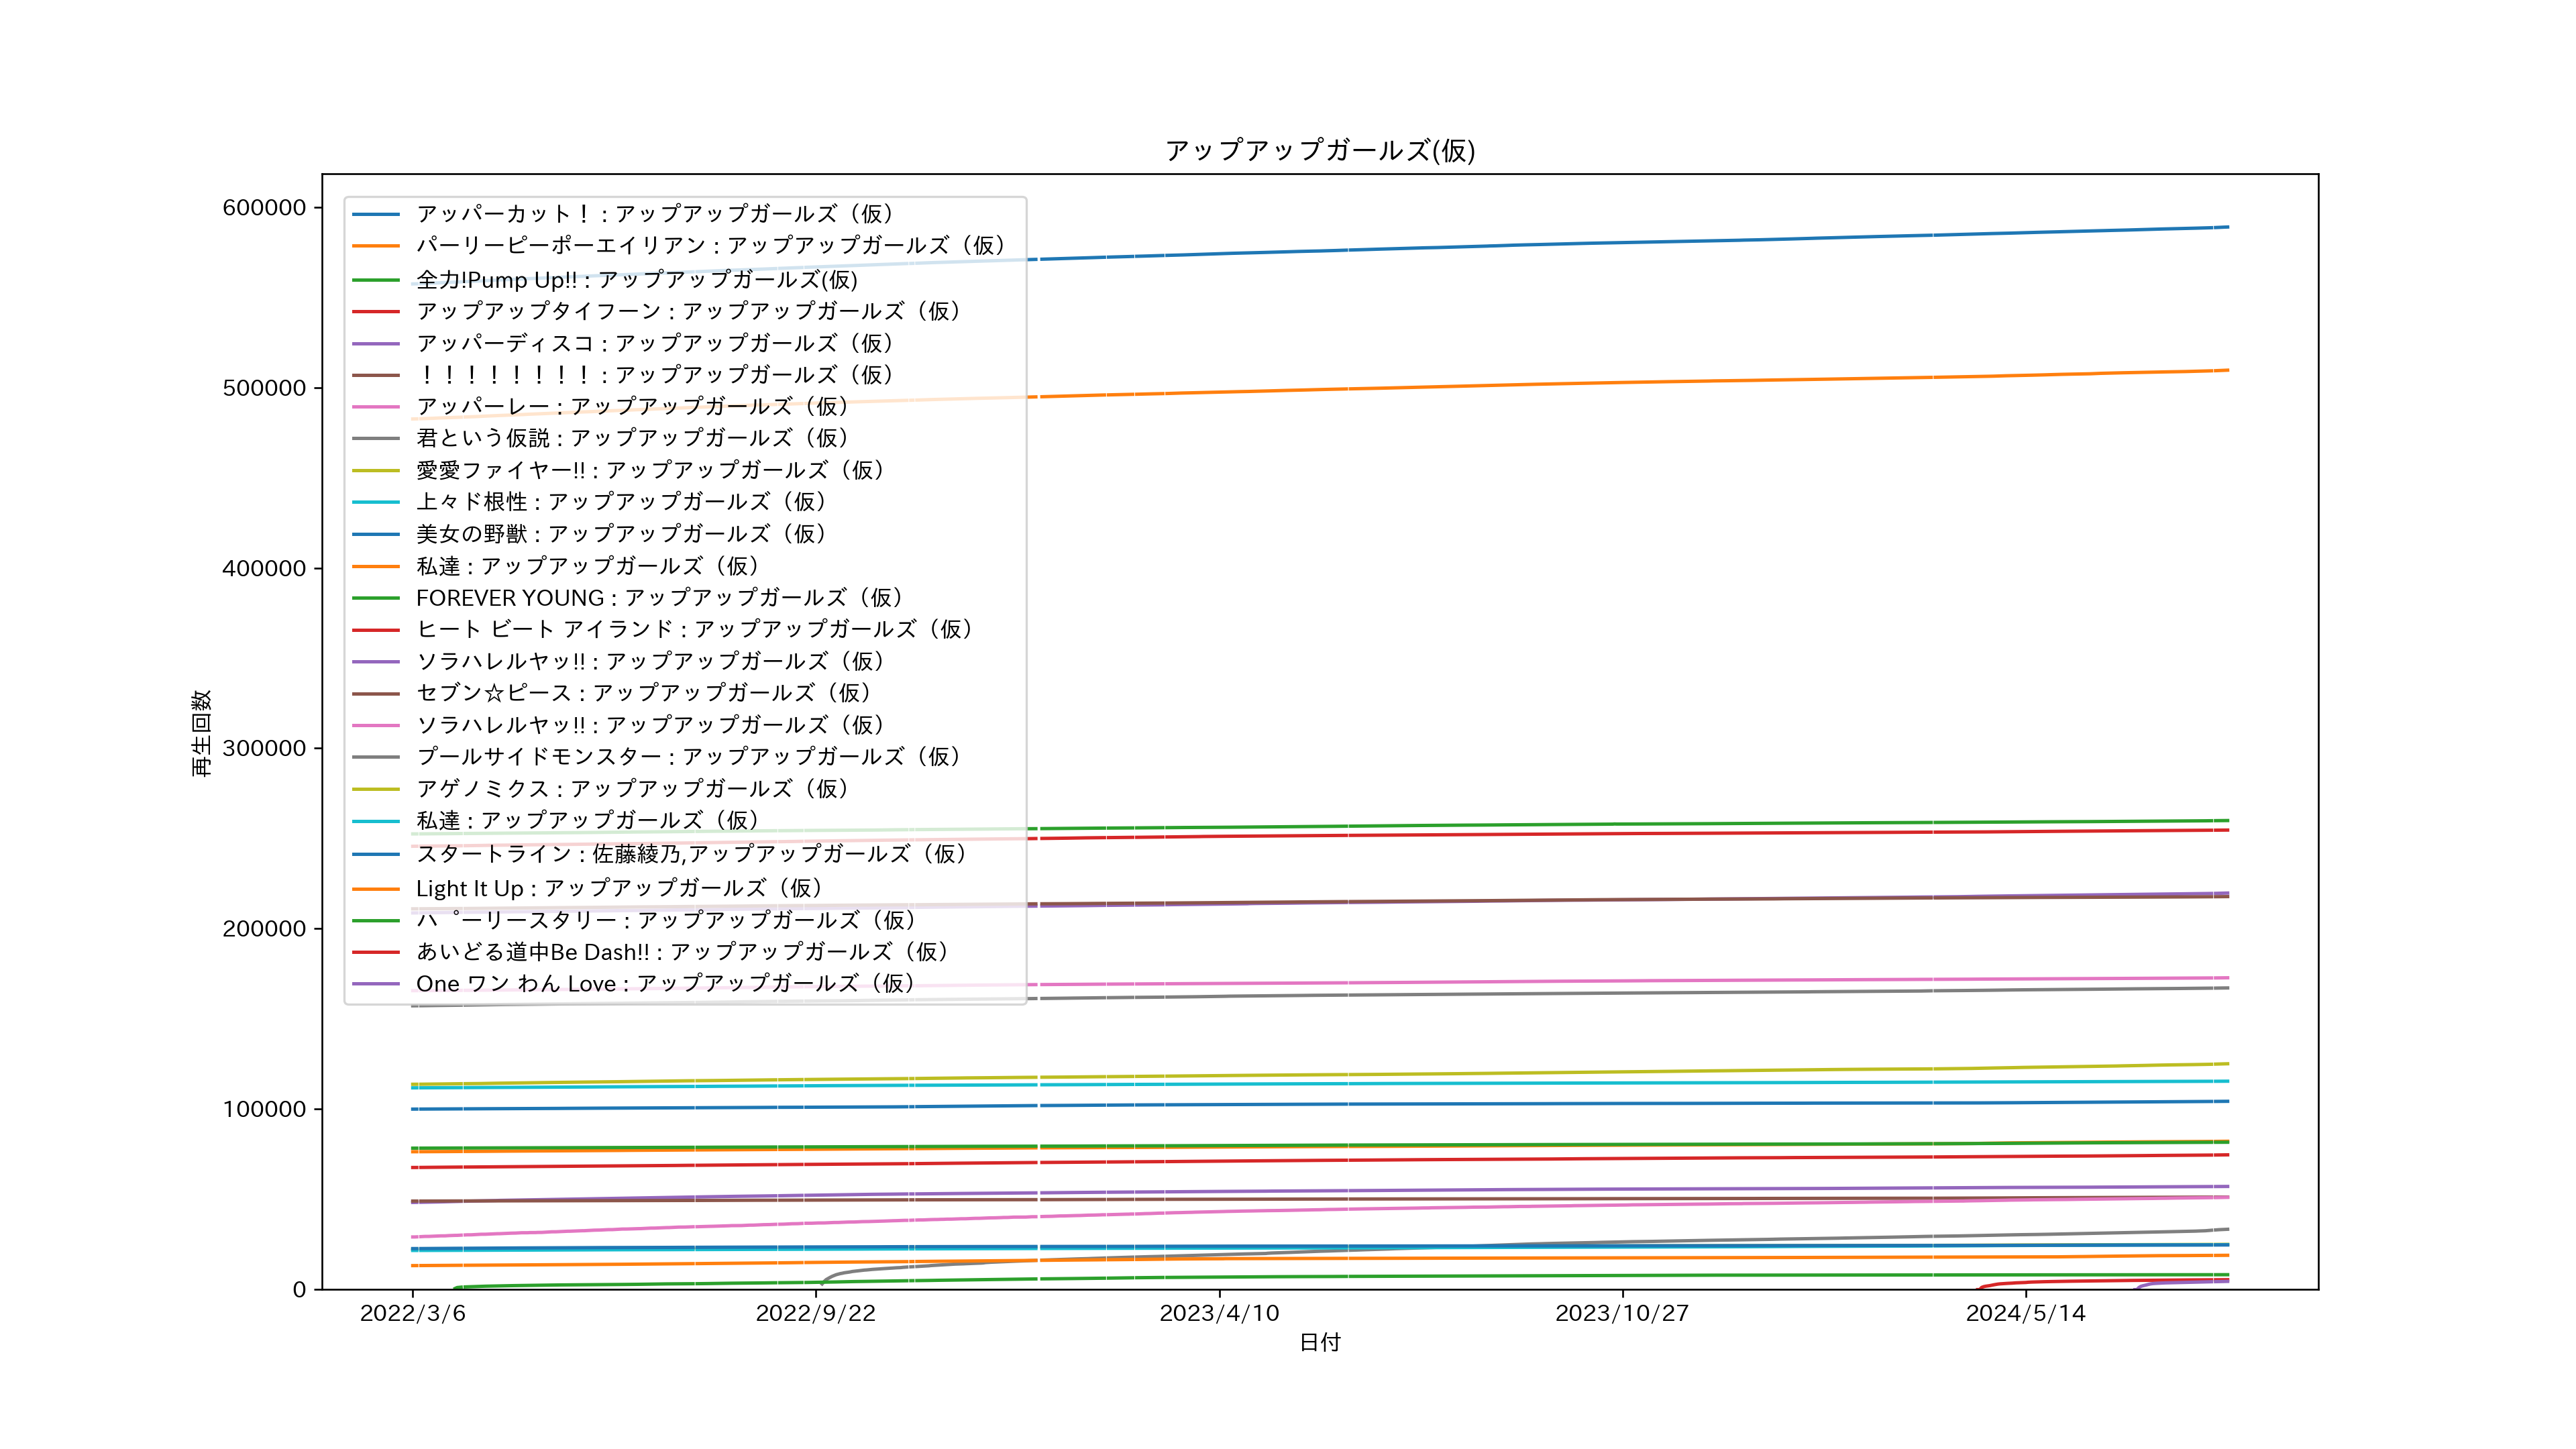 アップアップガールズ(仮)
600000
500000
400000
300000
200000
100000
0
再生回数
アッパーカット！ : アップアップガールズ（仮）
パーリーピーポーエイリアン : アップアップガールズ（仮）
全力!Pump Up!! : アップアップガールズ(仮)
アップアップタイフーン : アップアップガールズ（仮）
アッパーディスコ : アップアップガールズ（仮）
！！！！！！！！ : アップアップガールズ（仮）
アッパーレー : アップアップガールズ（仮）
君という仮説 : アップアップガールズ（仮）
愛愛ファイヤー!! : アップアップガールズ（仮）
上々ド根性 : アップアップガールズ（仮）
美女の野獣 : アップアップガールズ（仮）
私達 : アップアップガールズ（仮）
FOREVER YOUNG : アップアップガールズ（仮）
ヒート ビート アイランド : アップアップガールズ（仮）
ソラハレルヤッ!! : アップアップガールズ（仮）
セブン☆ピース : アップアップガールズ（仮）
ソラハレルヤッ!! : アップアップガールズ（仮）
プールサイドモンスター : アップアップガールズ（仮）
アゲノミクス : アップアップガールズ（仮）
私達 : アップアップガールズ（仮）
スタートライン : 佐藤綾乃,アップアップガールズ（仮）
Light It Up : アップアップガールズ（仮）
ハ゜ーリースタリー : アップアップガールズ（仮）
あいどる道中Be Dash!! : アップアップガールズ（仮）
One ワン わん Love : アップアップガールズ（仮）
2022/3/6
2022/9/22
2023/4/10
2023/10/27
2024/5/14
日付